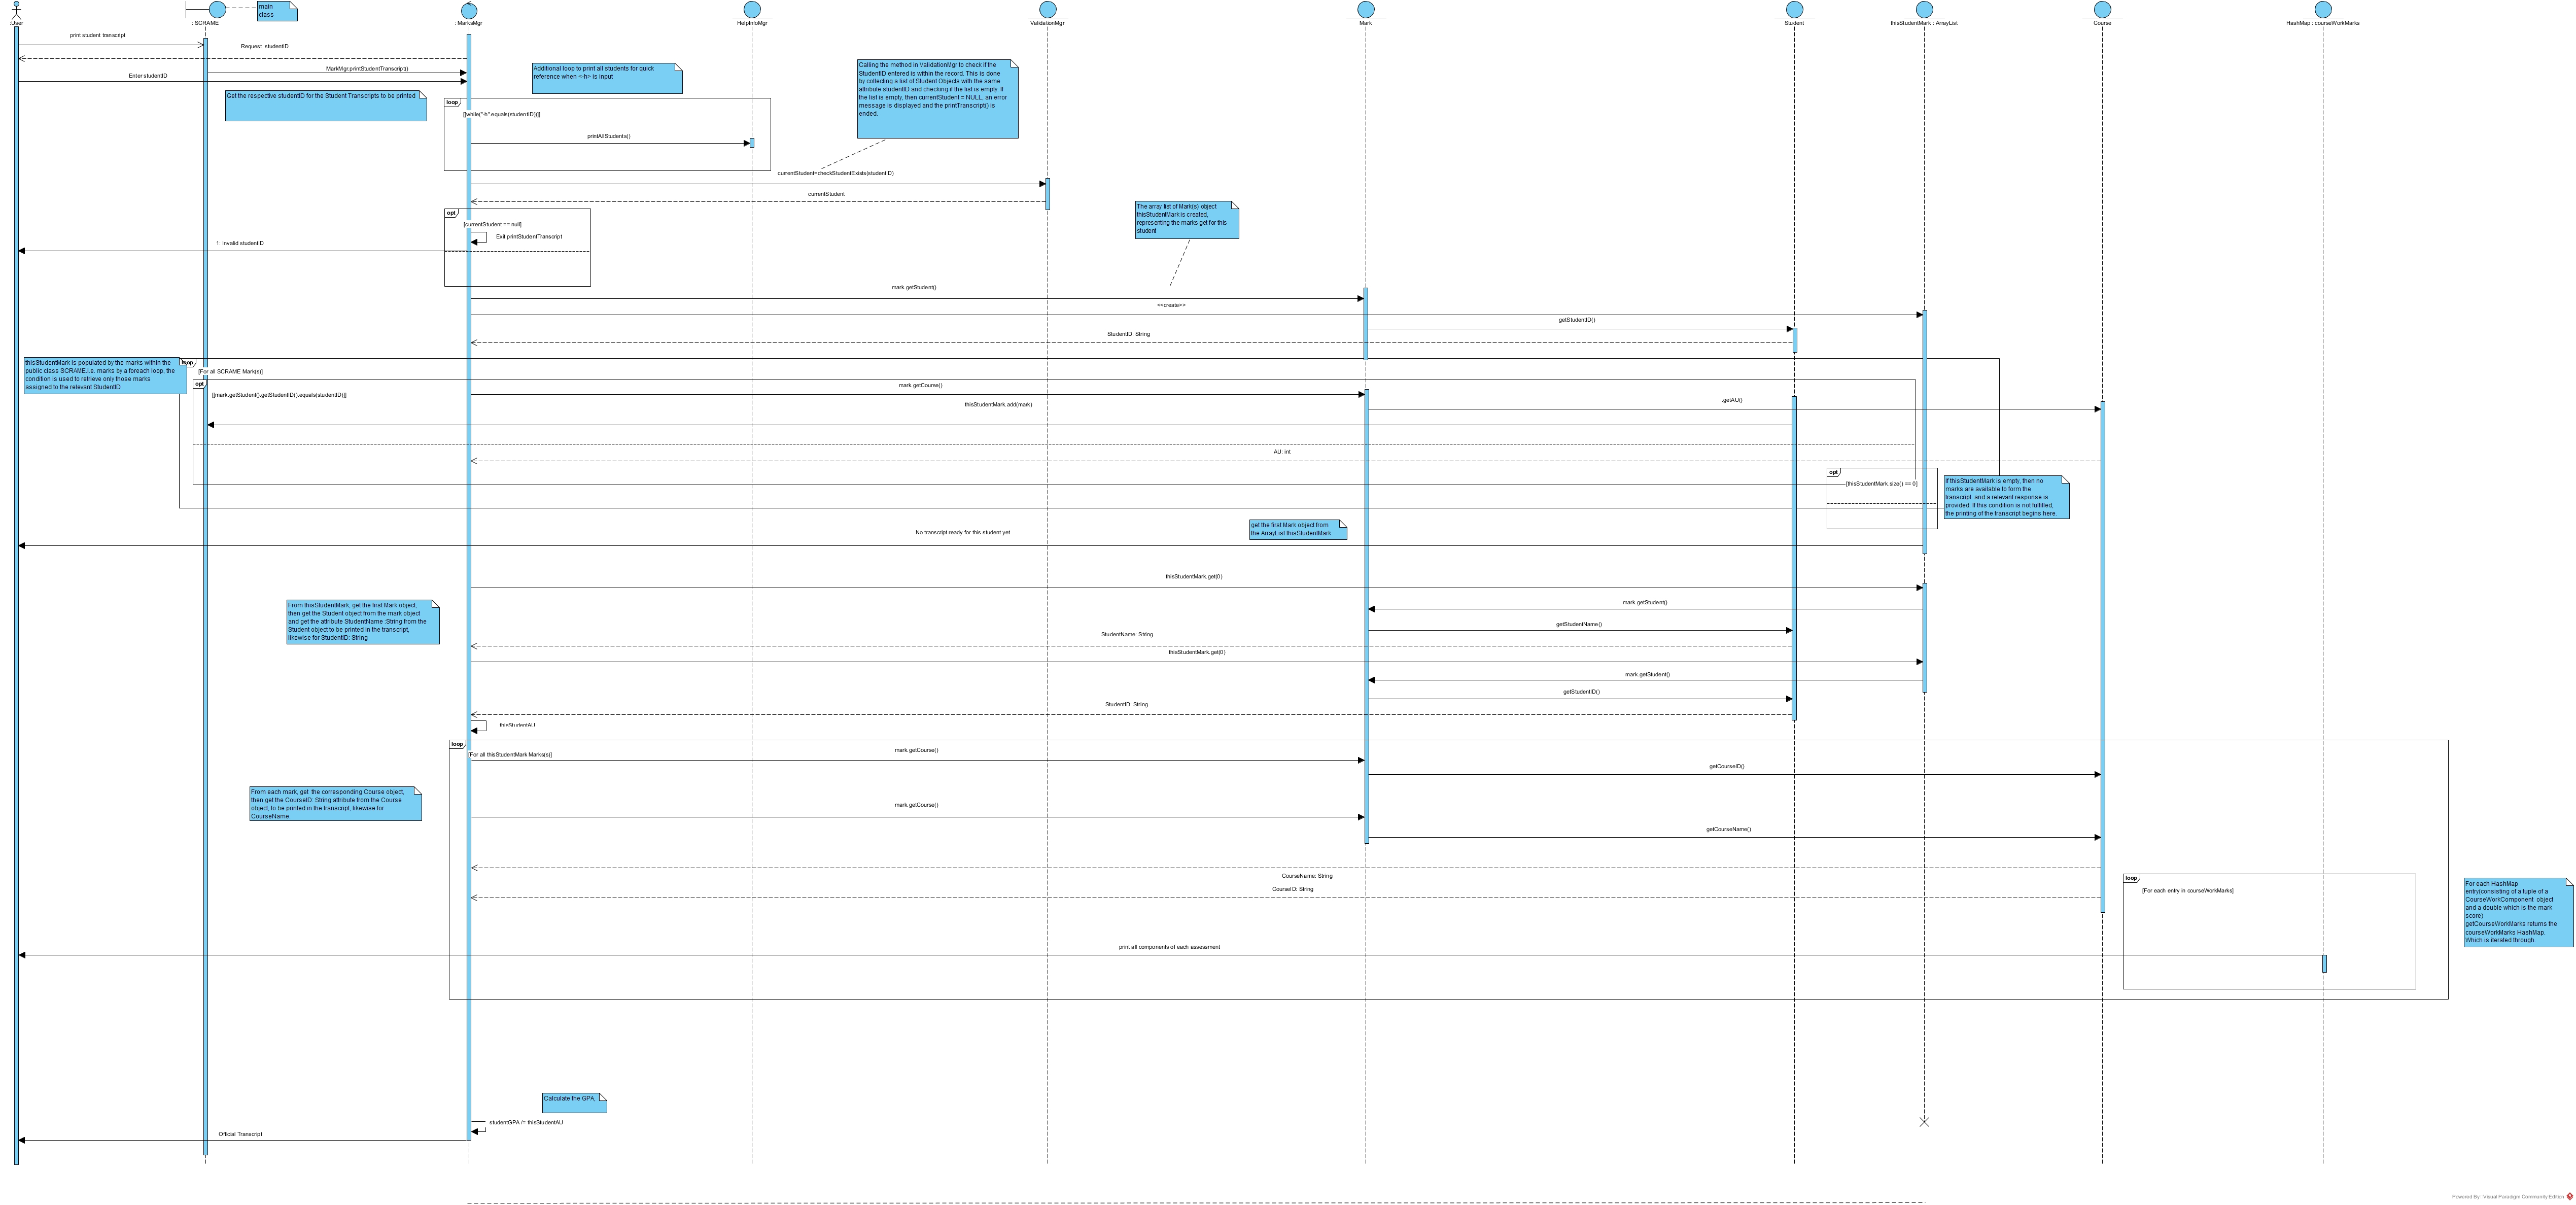 :User
: SCRAME
main
class
: MarksMgr
HelpInfoMgr
ValidationMgr
Mark
Student
thisStudentMark : ArrayList
Course
HashMap : courseWorkMarks
print student transcript
Request studentID
MarkMgr.printStudentTranscript()
Enter studentID
Get the respective studentID for the Student Transcripts to be printed
Additional loop to print all students for quick
reference when <-h> is input
loop
[[while("-h".equals(studentID))]]
printAllStudents()
Calling the method in ValidationMgr to check if the
StudentID entered is within the record. This is done
by collecting a list of Student Objects with the same
attribute studentID and checking if the list is empty. If
the list is empty, then currentStudent = NULL, an error
message is displayed and the printTranscript() is
ended.
currentStudent=checkStudentExists(studentID)
currentStudent
opt
[currentStudent == null]
Exit printStudentTranscript
1: Invalid studentID
The array list of Mark(s) object
thisStudentMark is created,
representing the marks get for this
student
mark.getStudent()
<<create>>
getStudentID()
StudentID: String
thisStudentMark is populated by the marks within the
public class SCRAME.i.e. marks by a foreach loop, the
condition is used to retrieve only those marks
assigned to the relevant StudentID
loop
[For all SCRAME Mark(s)]
opt
[[mark.getStudent().getStudentID().equals(studentID)]]
mark.getCourse()
thisStudentMark.add(mark)
.getAU()
AU: int
opt
[thisStudentMark.size() == 0]
If thisStudentMark is empty, then no
marks are available to form the
transcript and a relevant response is
provided. If this condition is not fulfilled,
the printing of the transcript begins here.
get the first Mark object from
the ArrayList thisStudentMark
No transcript ready for this student yet
thisStudentMark.get(0)
From thisStudentMark, get the first Mark object,
then get the Student object from the mark object
and get the attribute StudentName :String from the
Student object to be printed in the transcript,
likewise for StudentID: String
mark.getStudent()
getStudentName()
StudentName: String
thisStudentMark.get(0)
mark.getStudent()
getStudentID()
StudentID: String
thisStudentAU
loop
[For all thisStudentMark Marks(s)]
mark.getCourse()
getCourseID()
From each mark, get the corresponding Course object,
then get the CourseID: String attribute from the Course
object, to be printed in the transcript, likewise for
CourseName.
mark.getCourse()
getCourseName()
CourseName: String
CourseID: String
loop
[For each entry in courseWorkMarks]
For each HashMap
entry(consisting of a tuple of a
CourseWorkComponent object
and a double which is the mark
score)
getCourseWorkMarks returns the
courseWorkMarks HashMap.
Which is iterated through.
print all components of each assessment
Calculate the GPA,
studentGPA /= thisStudentAU
Official Transcript
Powered By: Visual Paradigm Community Edition